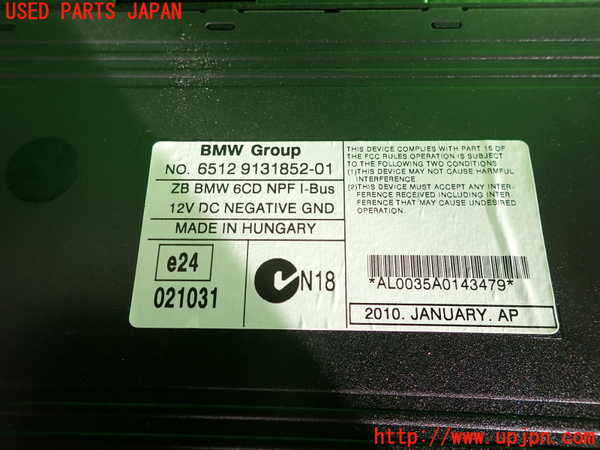 USED PARTS JAPAN
BMW Group
NO. 6512 9131852-01
ZB BMW 6CD NPF I-Bus
12V DC NEGATIVE GND
MADE IN HUNGARY
e24
021031
N18
THIS DEVICE COMPLIES WITH PART 15 OF
THE FCC RULES OPERATION IS SUBJECT
TO THE FOLLOWING TWO CONDITIONS
(1)THIS DEVICE MAY NOT CAUSE HARMFUL
INTERFERENCE
(2)THIS DEVICE MUST ACCEPT ANY INTER-
FERENCE RECEIVED INCLUDING INTER-
FERENCE THAT MAY CAUSE UNDESIRED
OPERATION.
*AL0035A0143479*
2010. JANUARY. AP
http://www.upjpn.com/